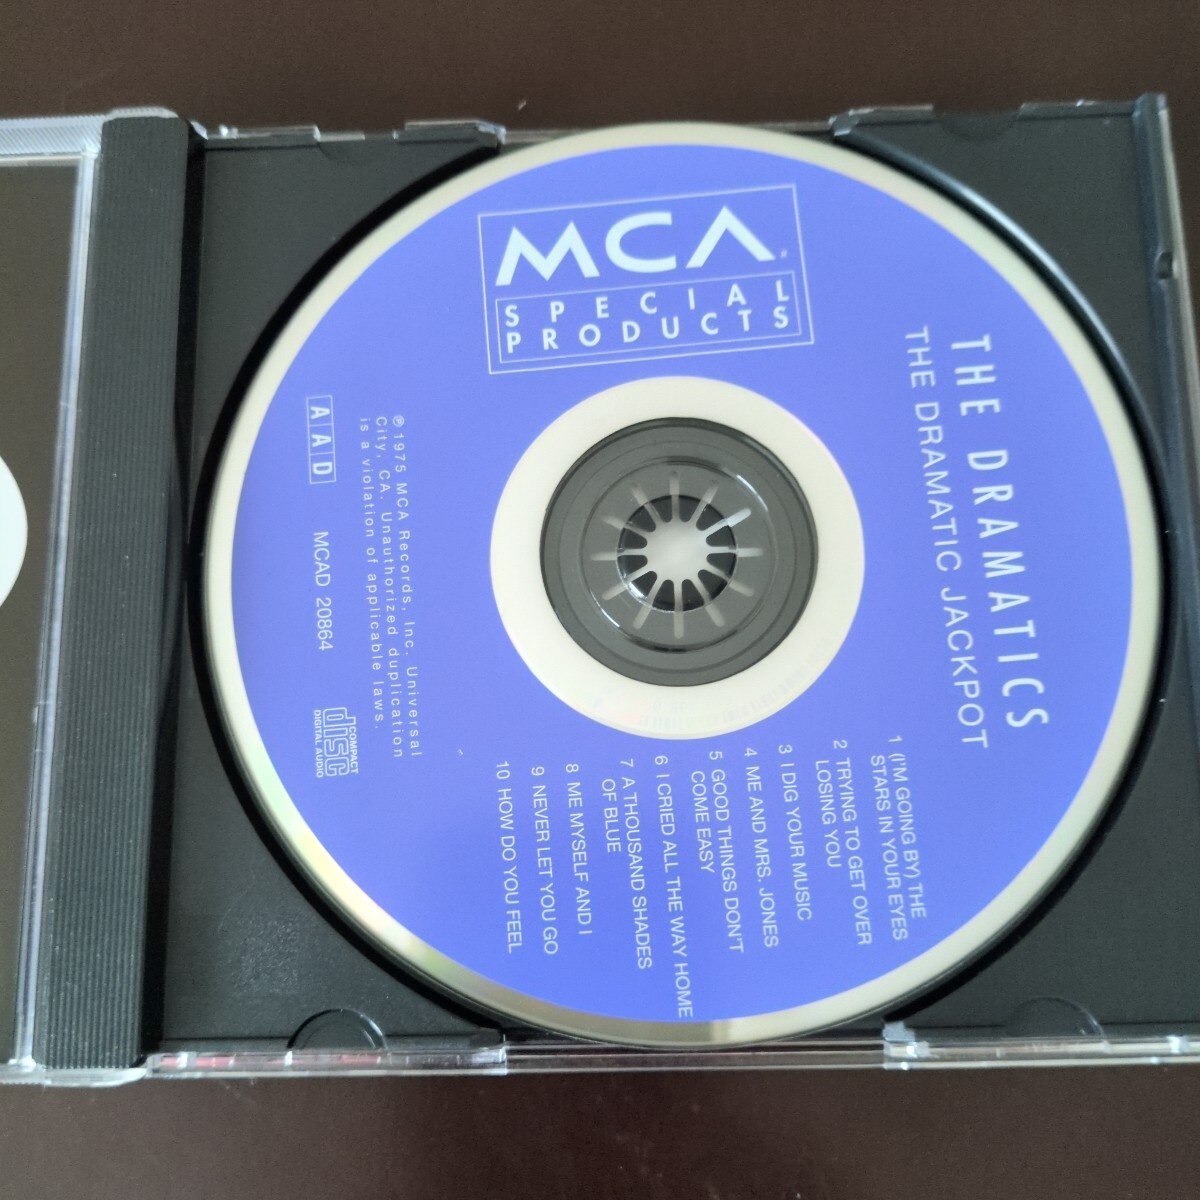 MCA
SPECIAL
PRODUCTS
THE DRAMATICS
THE DRAMATIC JACKPOT
1 (I'M GOING BY) THE
STARS IN YOUR EYES
2 TRYING TO GET OVER
LOSING YOU
3 I DIG YOUR MUSIC
4 ME AND MRS. JONES
5 GOOD THINGS DON'T
COME EASY
6 I CRIED ALL THE WAY HOME
7 A THOUSAND SHADES
OF BLUE
8 ME MYSELF AND I
9 NEVER LET YOU GO
10 HOW DO YOU FEEL
℗1975 MCA Records, Inc. Universal
City, CA. Unauthorized duplication
is a violation of applicable laws.
AAD
MCAD 20864
COMPACT
disc
DIGITAL AUDIO